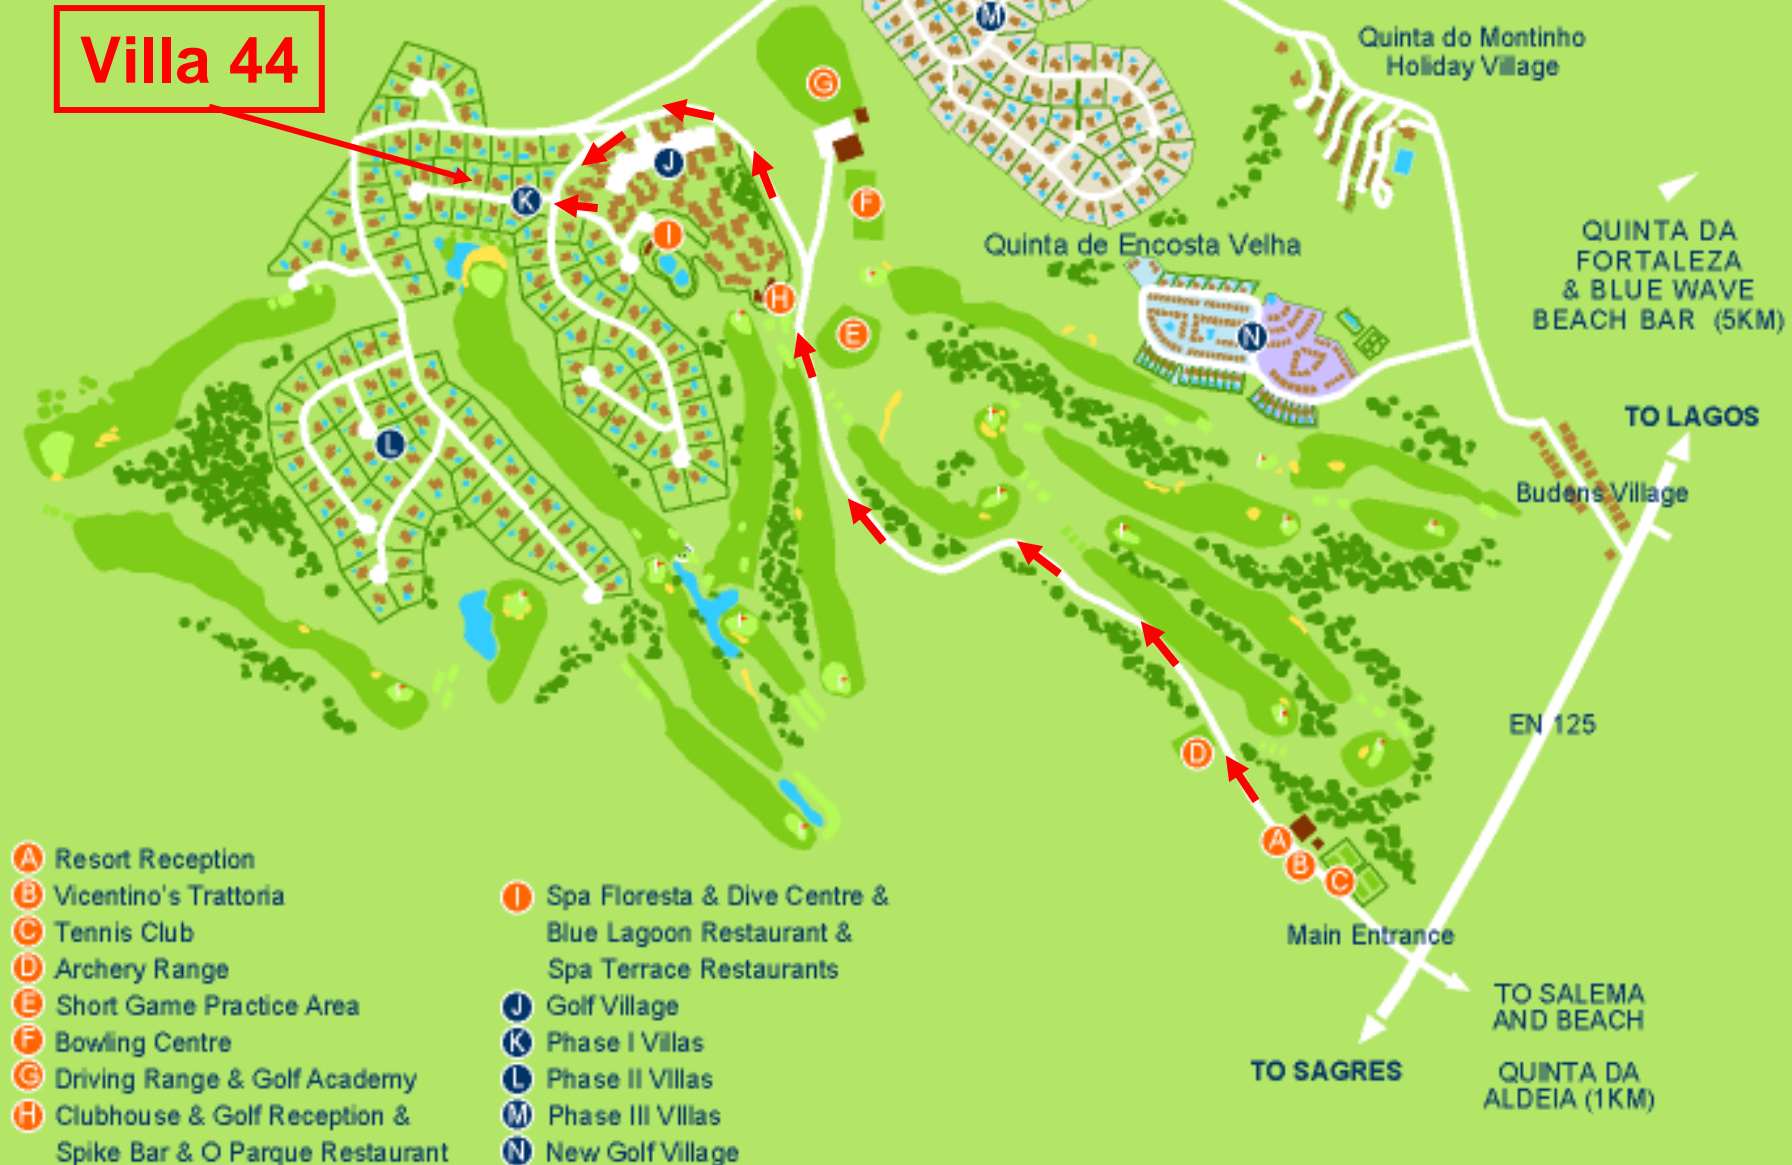 Villa 44
M
Quinta do Montinho
Holiday Village
G
J
K
F
I
Quinta de Encosta Velha
QUINTA DA
FORTALEZA
& BLUE WAVE
BEACH BAR (5KM)
H
E
N
TO LAGOS
L
Budens Village
EN 125
D
A
B
C
Main Entrance
TO SALEMA
AND BEACH
TO SAGRES
QUINTA DA
ALDEIA (1KM)
A Resort Reception
B Vicentino's Trattoria
C Tennis Club
D Archery Range
E Short Game Practice Area
F Bowling Centre
G Driving Range & Golf Academy
H Clubhouse & Golf Reception &
Spike Bar & O Parque Restaurant
I Spa Floresta & Dive Centre &
Blue Lagoon Restaurant &
Spa Terrace Restaurants
J Golf Village
K Phase I Villas
L Phase II VIllas
M Phase III VIllas
N New Golf Village